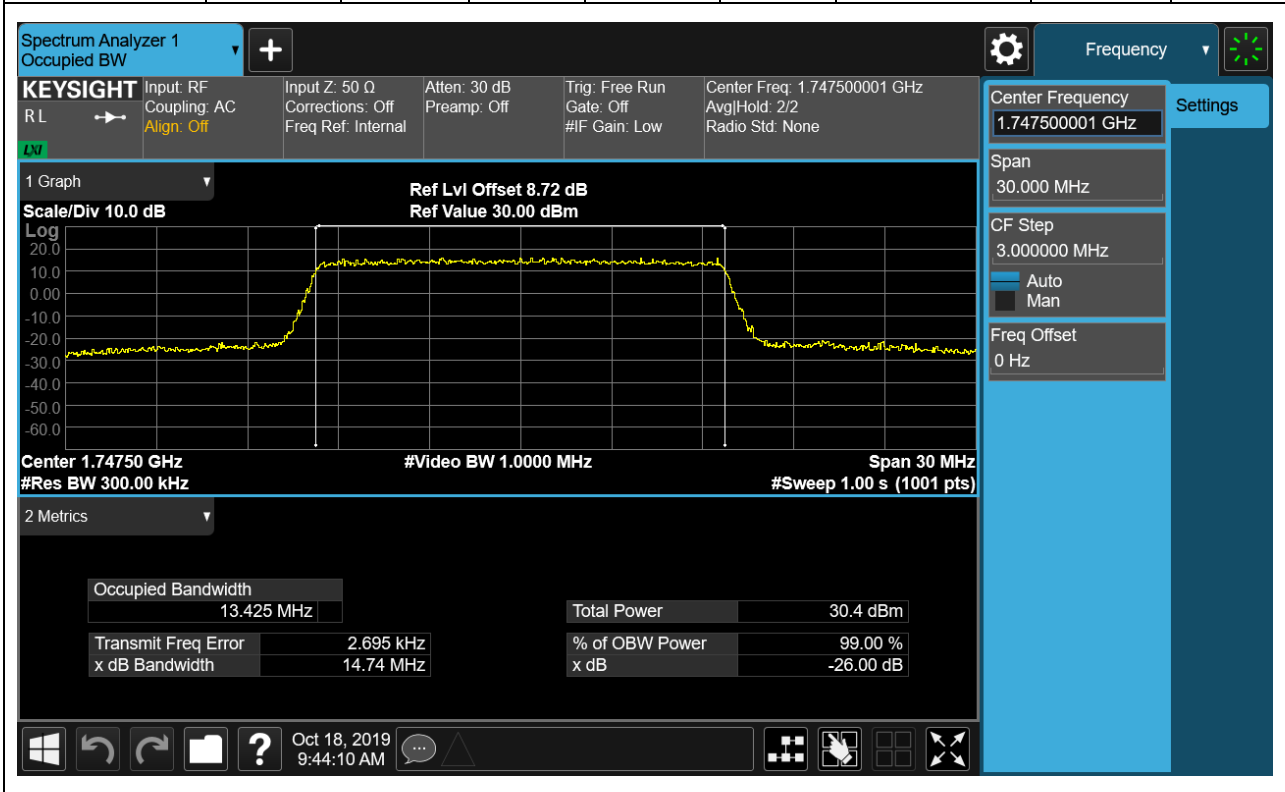 Spectrum Analyzer 1
Occupied BW
Frequency
KEYSIGHT
RL
LXI
Input: RF
Coupling: AC
Align: Off
Input Z: 50 Ω
Corrections: Off
Freq Ref: Internal
Atten: 30 dB
Preamp: Off
Trig: Free Run
Gate: Off
#IF Gain: Low
Center Freq: 1.747500001 GHz
Avg|Hold: 2/2
Radio Std: None
Center Frequency
1.747500001 GHz
Settings
Span
30.000 MHz
CF Step
3.000000 MHz
Auto
Man
Freq Offset
0 Hz
1 Graph
Ref Lvl Offset 8.72 dB
Scale/Div 10.0 dB
Ref Value 30.00 dBm
Log
20.0
10.0
0.00
-10.0
-20.0
-30.0
-40.0
-50.0
-60.0
Center 1.74750 GHz
#Video BW 1.0000 MHz
Span 30 MHz
#Res BW 300.00 kHz
#Sweep 1.00 s (1001 pts)
2 Metrics
Occupied Bandwidth
13.425 MHz
Total Power 30.4 dBm
Transmit Freq Error 2.695 kHz
% of OBW Power 99.00 %
x dB Bandwidth 14.74 MHz
x dB -26.00 dB
?
Oct 18, 2019
9:44:10 AM